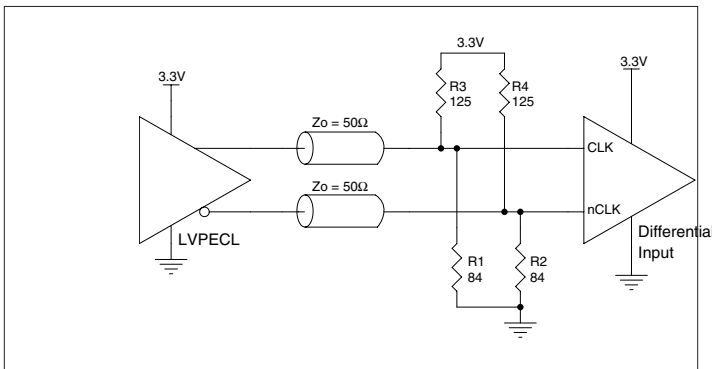 3.3V
3.3V
3.3V
R3
125
R4
125
Zo = 50Ω
CLK
Zo = 50Ω
nCLK
LVPECL
Differential
Input
R1
84
R2
84